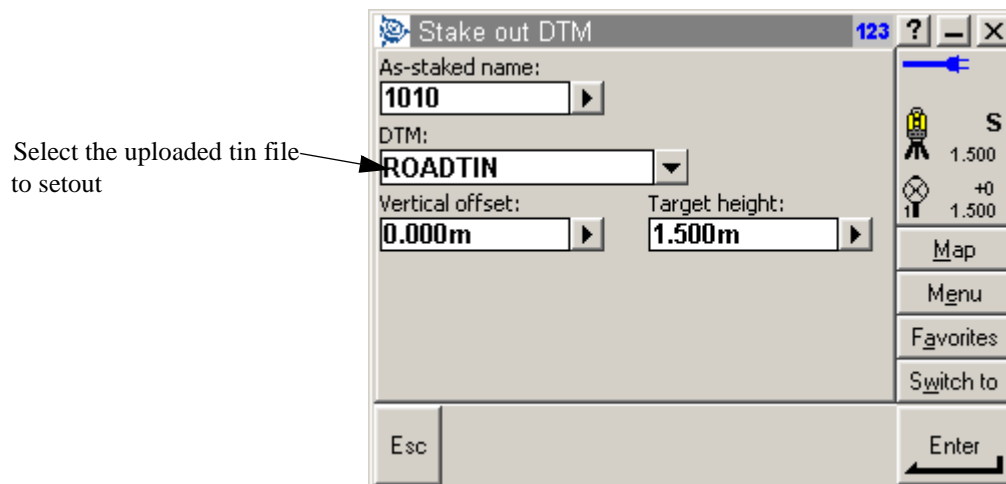 Stake out DTM 123 ?
As-staked name:
1010
Select the uploaded tin file
to setout
DTM:
ROADTIN
Vertical offset: Target height:
0.000m 1.500m
S
1.500
+0
1 1.500
Map
Menu
Favorites
Switch to
Esc
Enter